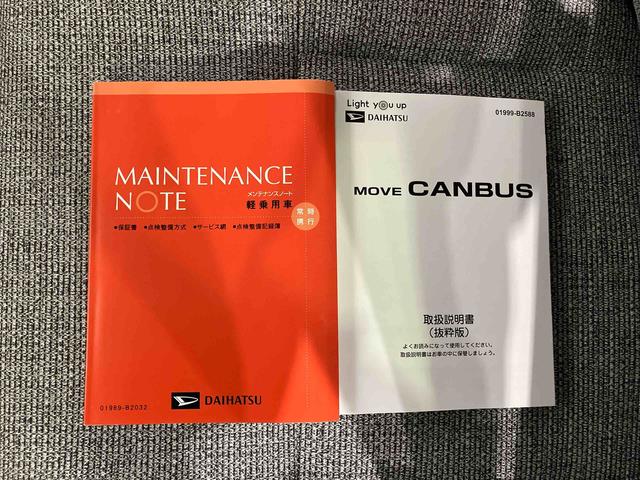 MAINTENANCE
NOTE
メンテナンスノート
軽乗用車
常時
携行
●保証書 ●点検整備方式 ●サービス網 ●点検整備記録簿
01989-B2032
DAIHATSU
Light you up
DAIHATSU
01999-B2588
MOVE CANBUS
取扱説明書
（抜粋版）
よくお読みになって使用してください。
取扱説明書はお車の中に保管しましょう。